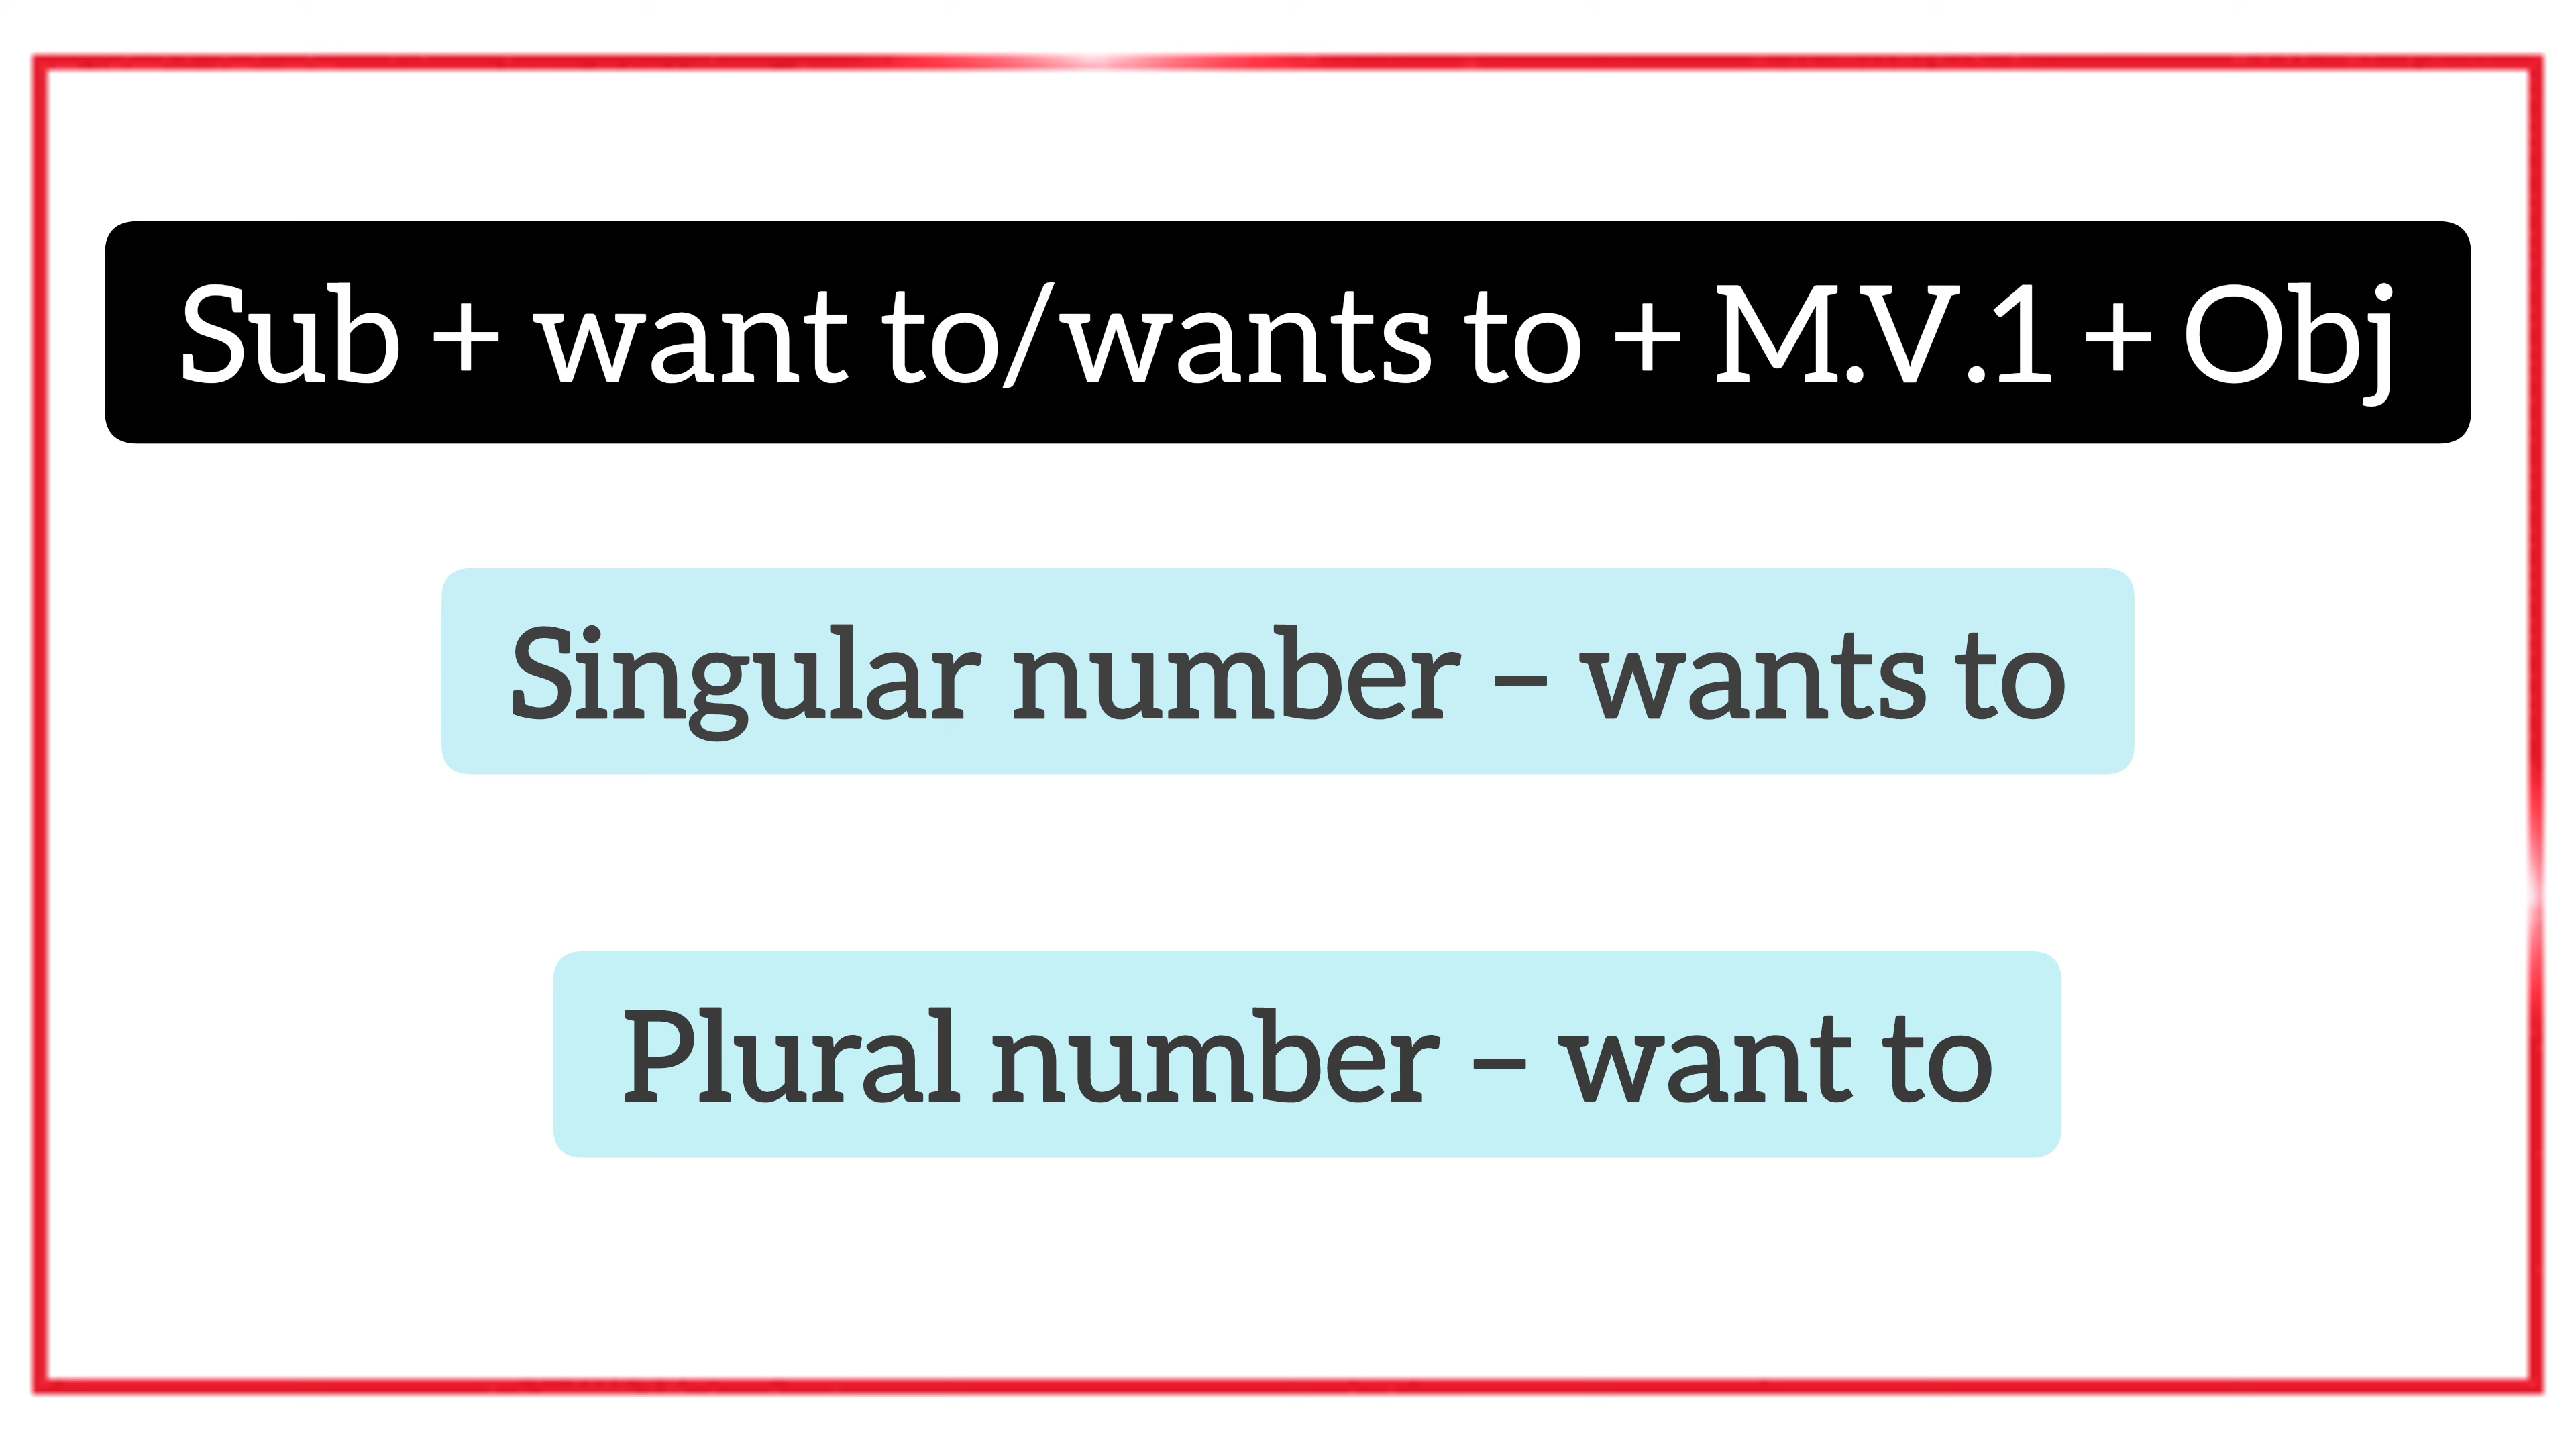 Sub + want to/wants to + M.V.1 + Obj
Singular number – wants to
Plural number – want to